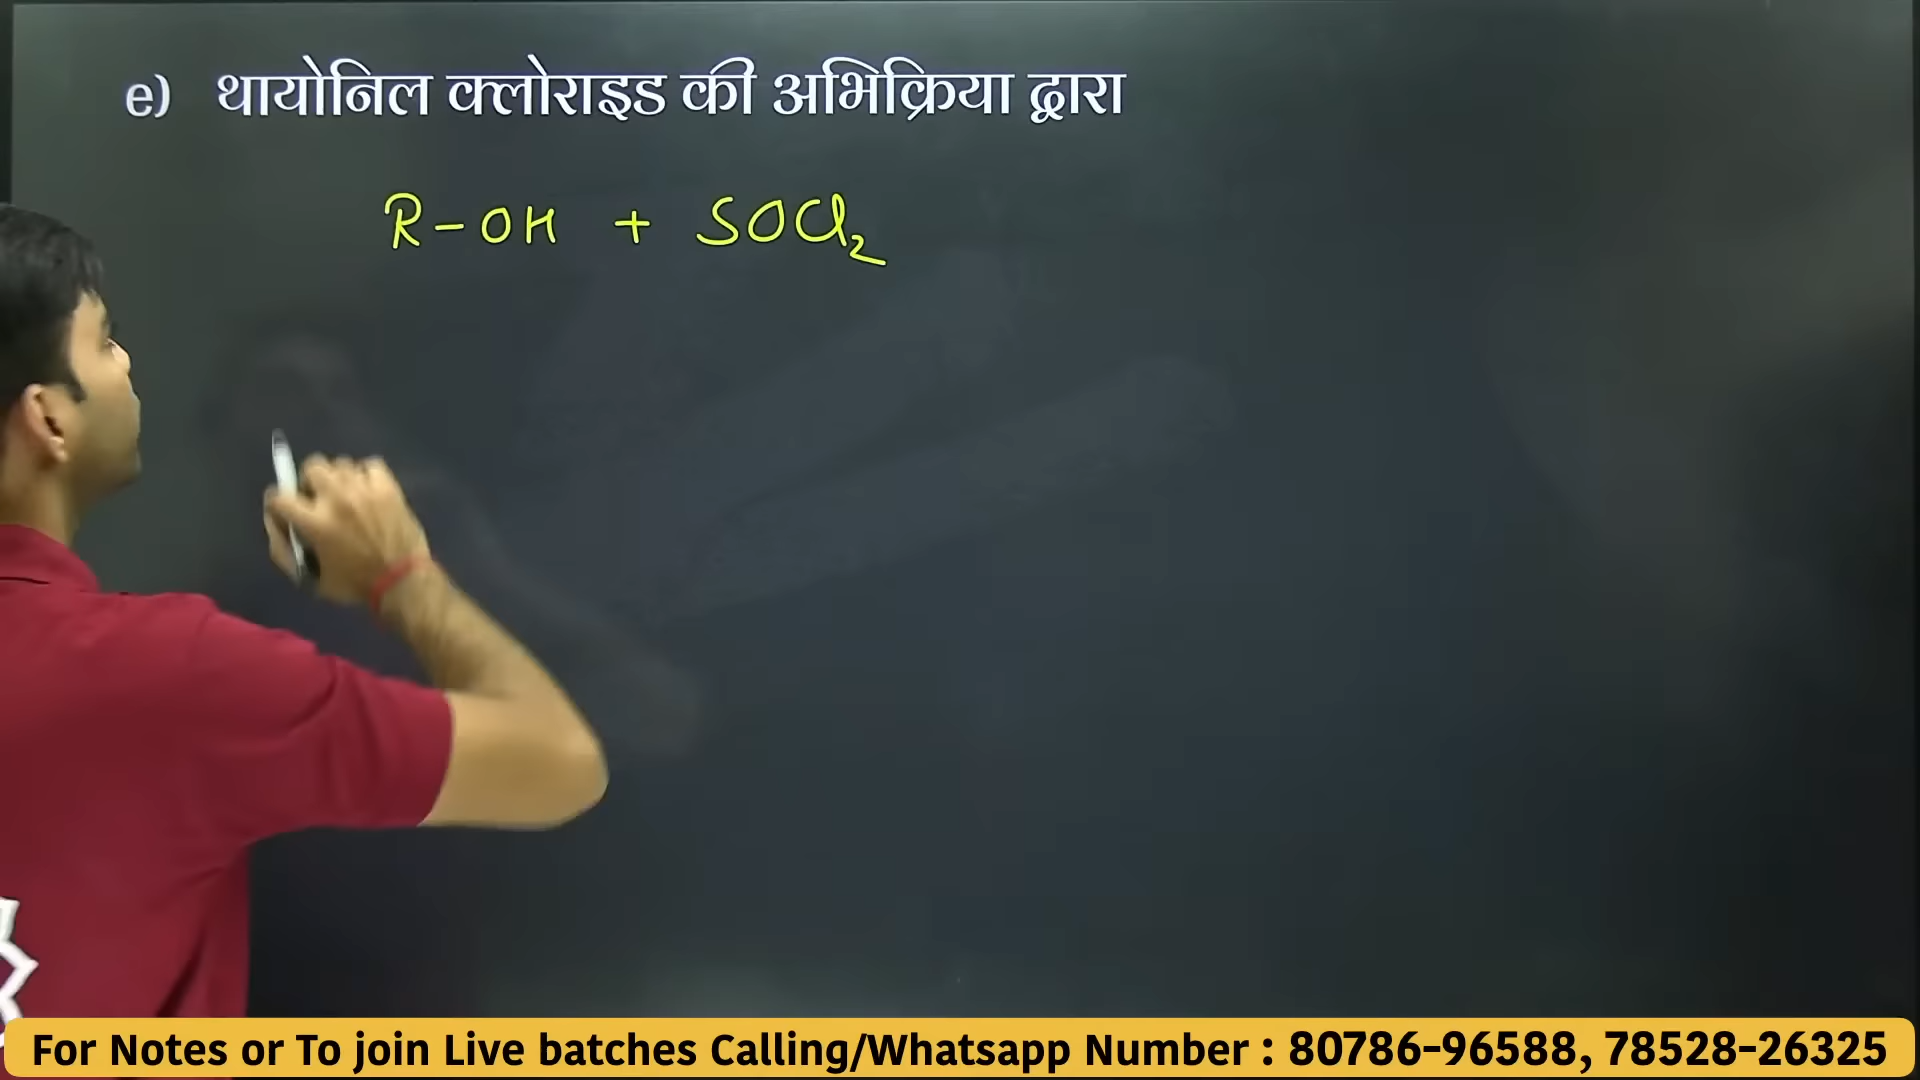 e) थायोनिल क्लोराइड की अभिक्रिया द्वारा
R-OH + SOCl₂
For Notes or To join Live batches Calling/Whatsapp Number : 80786-96588, 78528-26325